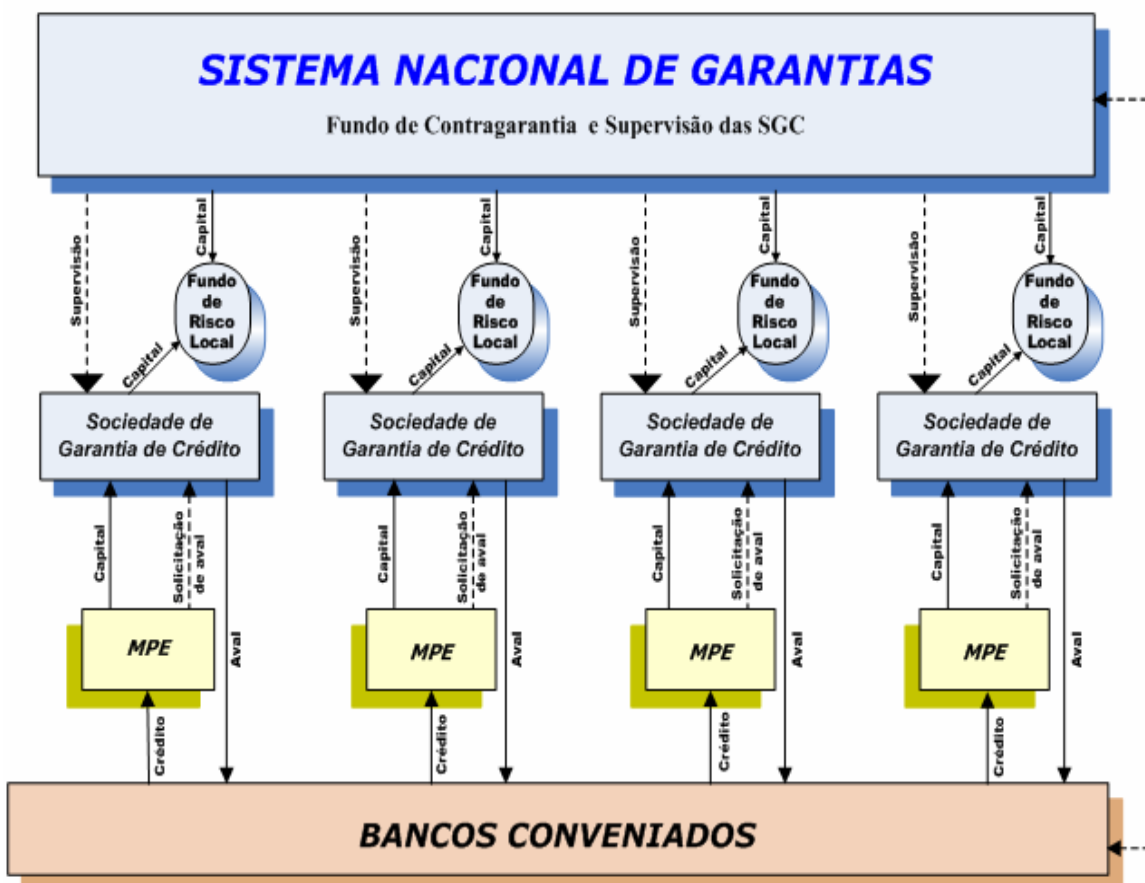 SISTEMA NACIONAL DE GARANTIAS
Fundo de Contragarantia e Supervisão das SGC
Supervisão
Capital
Fundo
de
Risco
Local
Capital
Sociedade de
Garantia de Crédito
Capital
Solicitação
de aval
MPE
Aval
Crédito
Supervisão
Capital
Fundo
de
Risco
Local
Capital
Sociedade de
Garantia de Crédito
Capital
Solicitação
de aval
MPE
Aval
Crédito
Supervisão
Capital
Fundo
de
Risco
Local
Capital
Sociedade de
Garantia de Crédito
Capital
Solicitação
de aval
MPE
Aval
Crédito
Supervisão
Capital
Fundo
de
Risco
Local
Capital
Sociedade de
Garantia de Crédito
Capital
Solicitação
de aval
MPE
Aval
Crédito
BANCOS CONVENIADOS